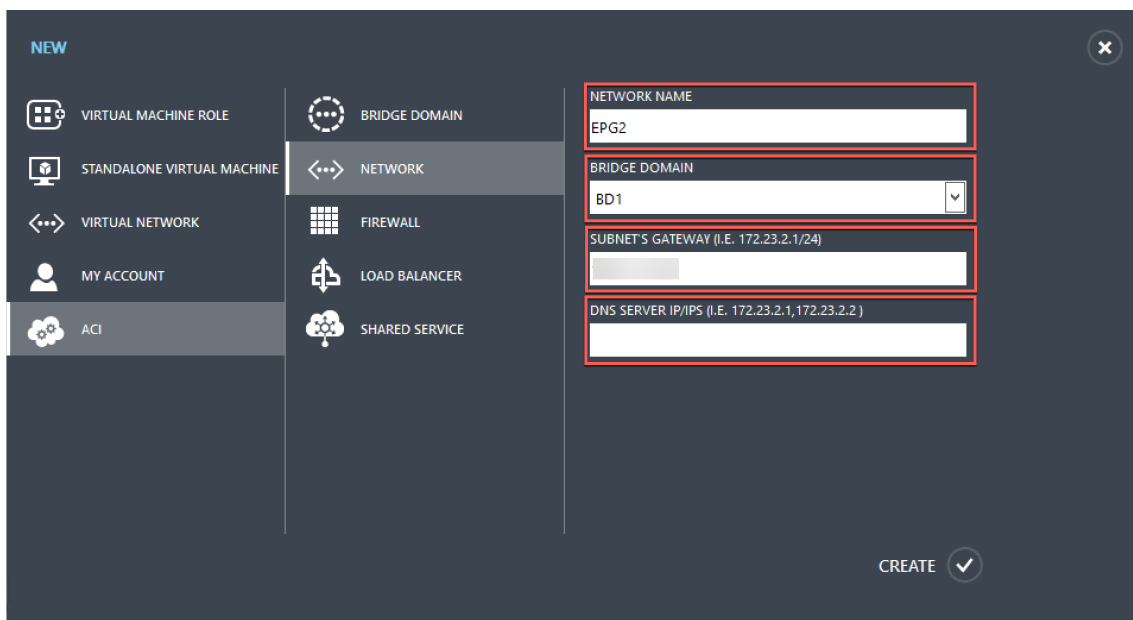 NEW
VIRTUAL MACHINE ROLE
STANDALONE VIRTUAL MACHINE
VIRTUAL NETWORK
MY ACCOUNT
ACI
BRIDGE DOMAIN
NETWORK
FIREWALL
LOAD BALANCER
SHARED SERVICE
NETWORK NAME
EPG2
BRIDGE DOMAIN
BD1
SUBNET'S GATEWAY (I.E. 172.23.2.1/24)
DNS SERVER IP/IPS (I.E. 172.23.2.1,172.23.2.2 )
CREATE